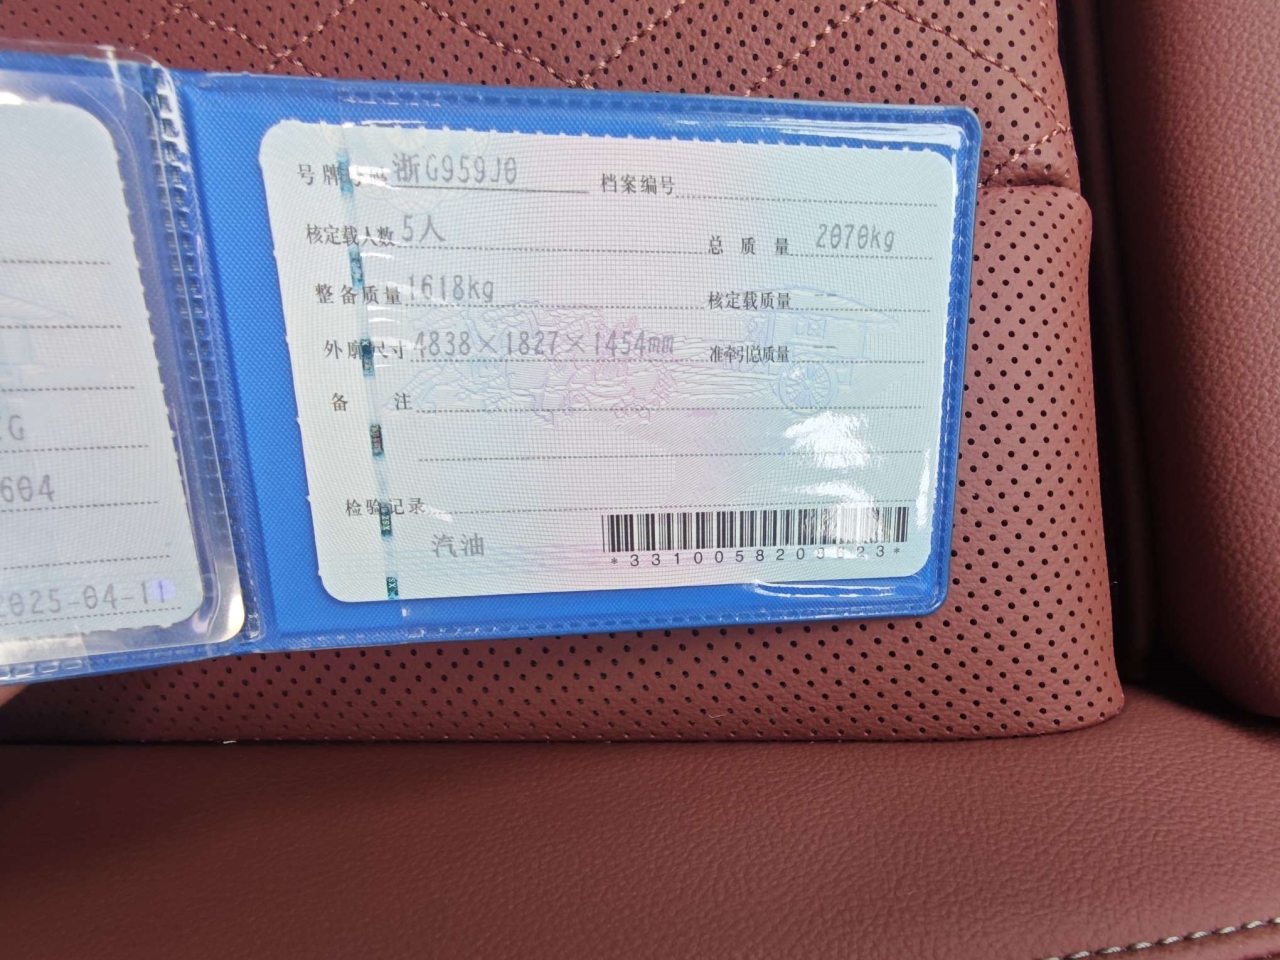 号牌号码 浙G959J0 档案编号
核定载人数 5人 总质量 2070kg
整备质量 1618kg 核定载质量 --
外廓尺寸 4838×1827×1454mm 准牵引总质量 --
备注
检验记录
汽油
G
604
2025-04-11